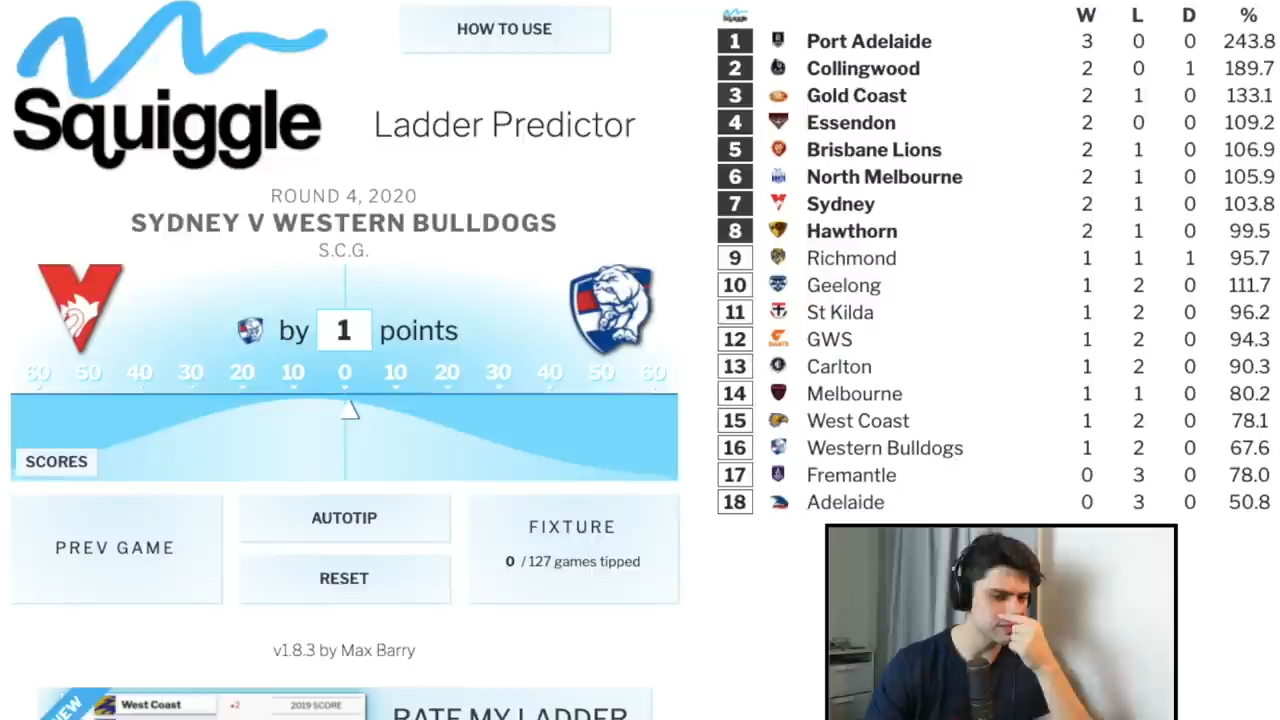 HOW TO USE
Squiggle
Ladder Predictor
ROUND 4, 2020
SYDNEY V WESTERN BULLDOGS
S.C.G.
by 1 points
60 50 40 30 20 10 0 10 20 30 40 50 60
SCORES
PREV GAME
AUTOTIP
RESET
FIXTURE
0 / 127 games tipped
v1.8.3 by Max Barry
NEW
West Coast +2 2019 SCORE
RATE MY LADDER
Squiggle W L D %
1 Port Adelaide 3 0 0 243.8
2 Collingwood 2 0 1 189.7
3 Gold Coast 2 1 0 133.1
4 Essendon 2 0 0 109.2
5 Brisbane Lions 2 1 0 106.9
6 North Melbourne 2 1 0 105.9
7 Sydney 2 1 0 103.8
8 Hawthorn 2 1 0 99.5
9 Richmond 1 1 1 95.7
10 Geelong 1 2 0 111.7
11 St Kilda 1 2 0 96.2
12 GWS 1 2 0 94.3
13 Carlton 1 2 0 90.3
14 Melbourne 1 1 0 80.2
15 West Coast 1 2 0 78.1
16 Western Bulldogs 1 2 0 67.6
17 Fremantle 0 3 0 78.0
18 Adelaide 0 3 0 50.8